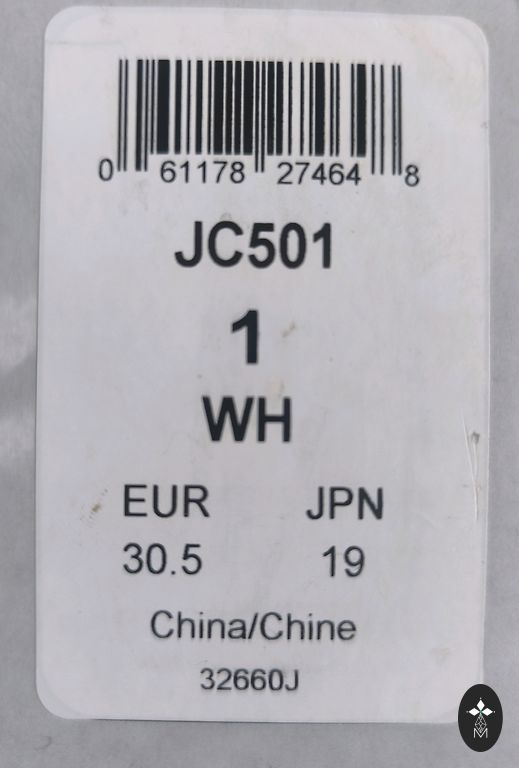 0 61178 27464 8
JC501
1
WH
EUR JPN
30.5 19
China/Chine
32660J
M